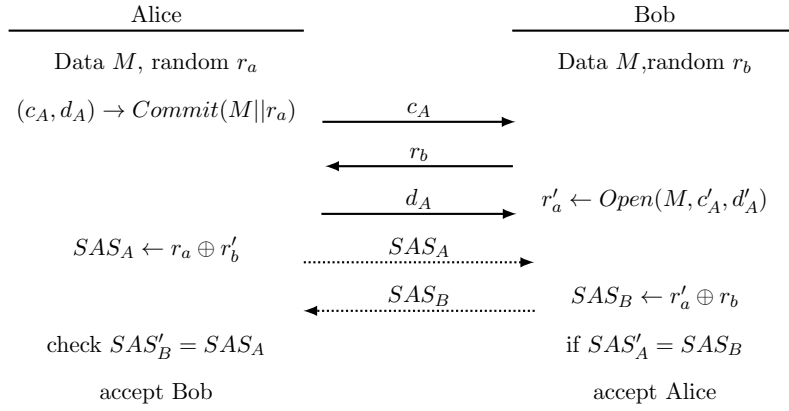 Alice Bob
Data M, random r_a Data M,random r_b
(c_A, d_A) → Commit(M||r_a) c_A
r_b
d_A r'_a ← Open(M, c'_A, d'_A)
SAS_A ← r_a ⊕ r'_b SAS_A
SAS_B SAS_B ← r'_a ⊕ r_b
check SAS'_B = SAS_A if SAS'_A = SAS_B
accept Bob accept Alice